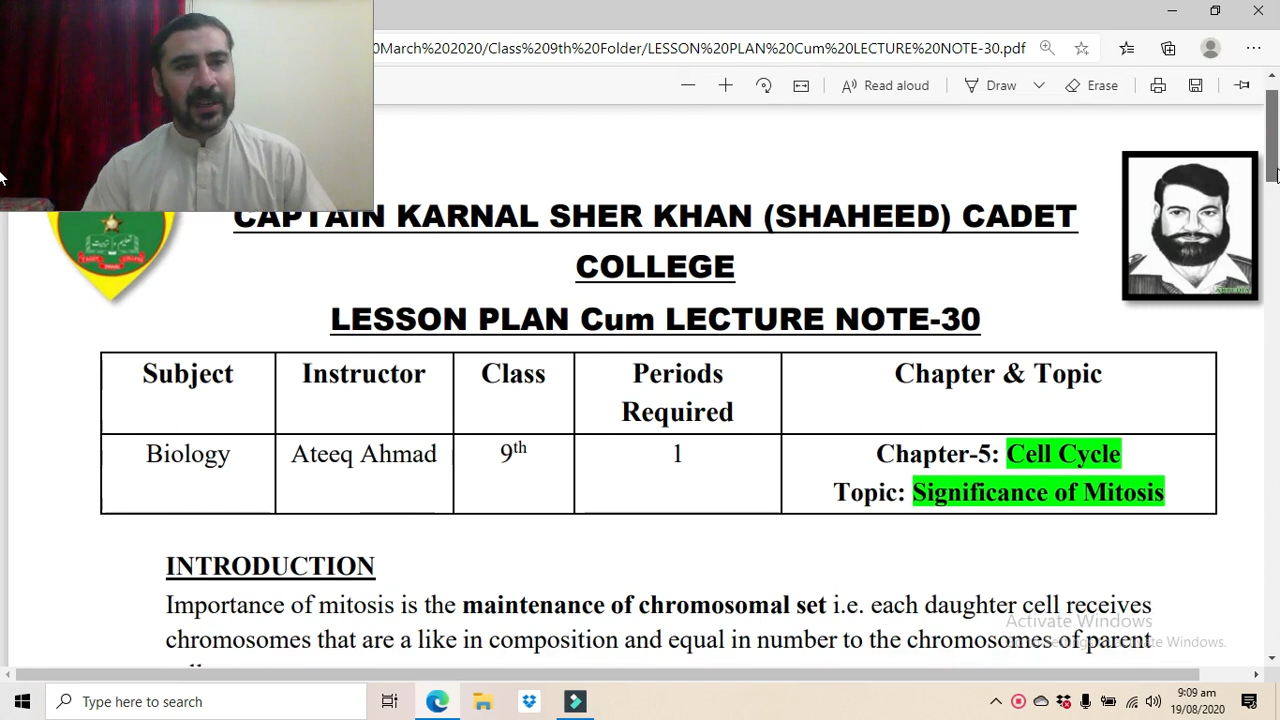 March%202020/Class%209th%20Folder/LESSON%20PLAN%20Cum%20LECTURE%20NOTE-30.pdf
Read aloud
Draw
Erase
CAPTAIN KARNAL SHER KHAN (SHAHEED) CADET
COLLEGE
LESSON PLAN Cum LECTURE NOTE-30
Subject Instructor Class Periods Required Chapter & Topic
Biology Ateeq Ahmad 9th 1 Chapter-5: Cell Cycle
Topic: Significance of Mitosis
INTRODUCTION
Importance of mitosis is the maintenance of chromosomal set i.e. each daughter cell receives
chromosomes that are a like in composition and equal in number to the chromosomes of parent
Activate Windows
Type here to search
9:09 am
19/08/2020